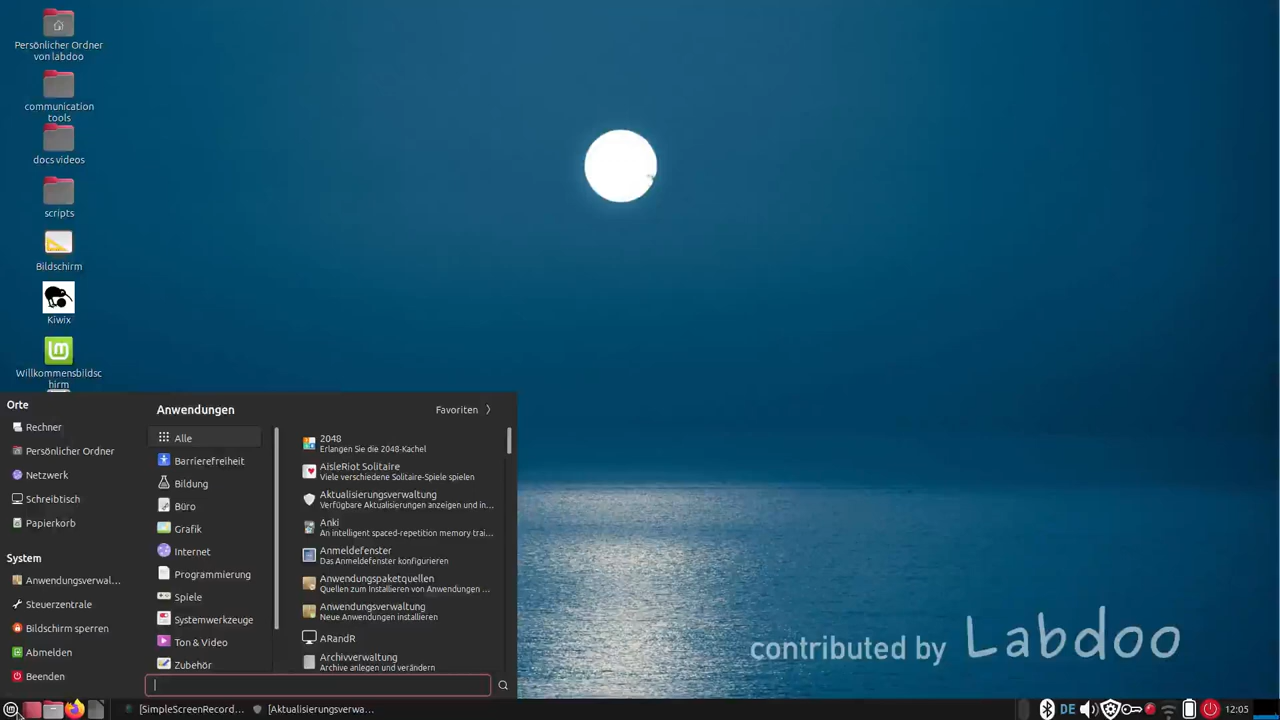 Persönlicher Ordner
von labdoo
communication
tools
docs videos
scripts
Bildschirm
Kiwix
Willkommensbildsc
hirm
Orte
Rechner
Persönlicher Ordner
Netzwerk
Schreibtisch
Papierkorb
System
Anwendungsverwal...
Steuerzentrale
Bildschirm sperren
Abmelden
Beenden
Anwendungen
Favoriten
Alle
Barrierefreiheit
Bildung
Büro
Grafik
Internet
Programmierung
Spiele
Systemwerkzeuge
Ton & Video
Zubehör
2048
Erlangen Sie die 2048-Kachel
AisleRiot Solitaire
Viele verschiedene Solitaire-Spiele spielen
Aktualisierungsverwaltung
Verfügbare Aktualisierungen anzeigen und in...
Anki
An intelligent spaced-repetition memory trai...
Anmeldefenster
Das Anmeldefenster konfigurieren
Anwendungspaketquellen
Quellen zum Installieren von Anwendungen ...
Anwendungsverwaltung
Neue Anwendungen installieren
ARandR
Archivverwaltung
Archive anlegen und verändern
contributed by Labdoo
[SimpleScreenRecord...
[Aktualisierungsverwa...
DE
12:05